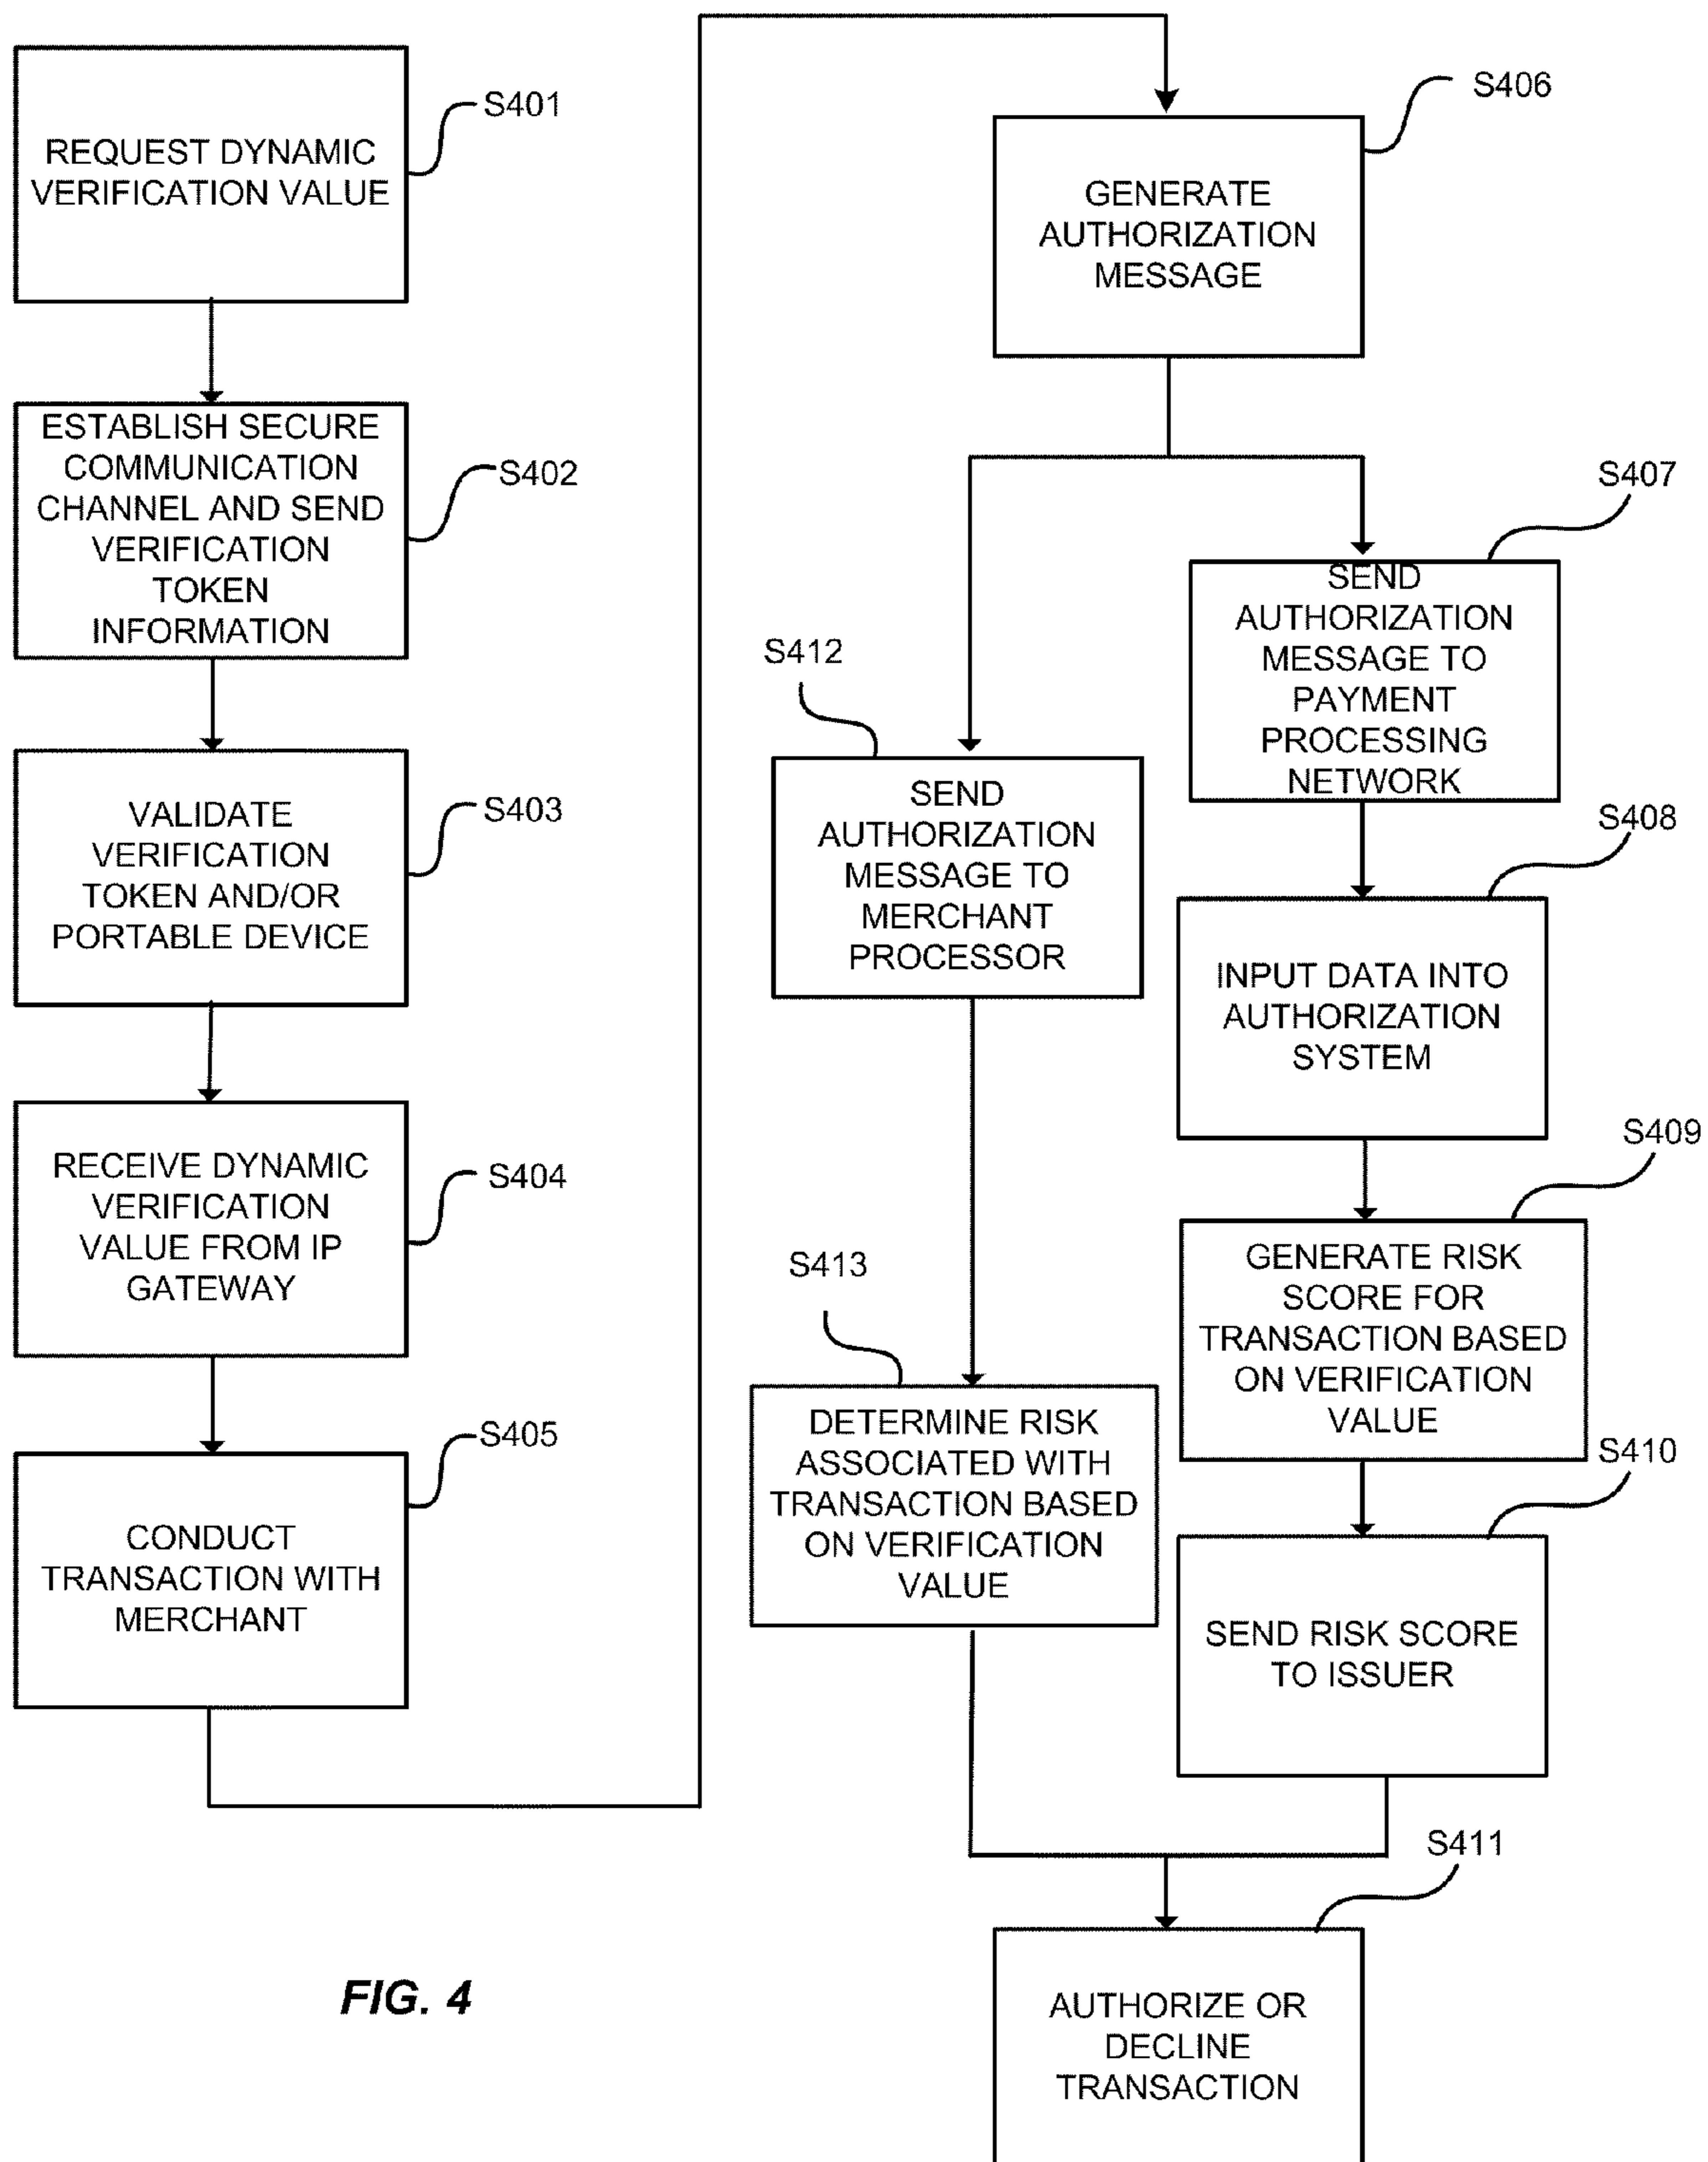 REQUEST DYNAMIC
VERIFICATION VALUE
S401
ESTABLISH SECURE
COMMUNICATION
CHANNEL AND SEND
VERIFICATION
TOKEN
INFORMATION
S402
VALIDATE
VERIFICATION
TOKEN AND/OR
PORTABLE DEVICE
S403
RECEIVE DYNAMIC
VERIFICATION
VALUE FROM IP
GATEWAY
S404
CONDUCT
TRANSACTION WITH
MERCHANT
S405
GENERATE
AUTHORIZATION
MESSAGE
S406
SEND
AUTHORIZATION
MESSAGE TO
PAYMENT
PROCESSING
NETWORK
S407
INPUT DATA INTO
AUTHORIZATION
SYSTEM
S408
GENERATE RISK
SCORE FOR
TRANSACTION BASED
ON VERIFICATION
VALUE
S409
SEND RISK SCORE
TO ISSUER
S410
SEND
AUTHORIZATION
MESSAGE TO
MERCHANT
PROCESSOR
S412
DETERMINE RISK
ASSOCIATED WITH
TRANSACTION BASED
ON VERIFICATION
VALUE
S413
AUTHORIZE OR
DECLINE
TRANSACTION
S411
FIG. 4